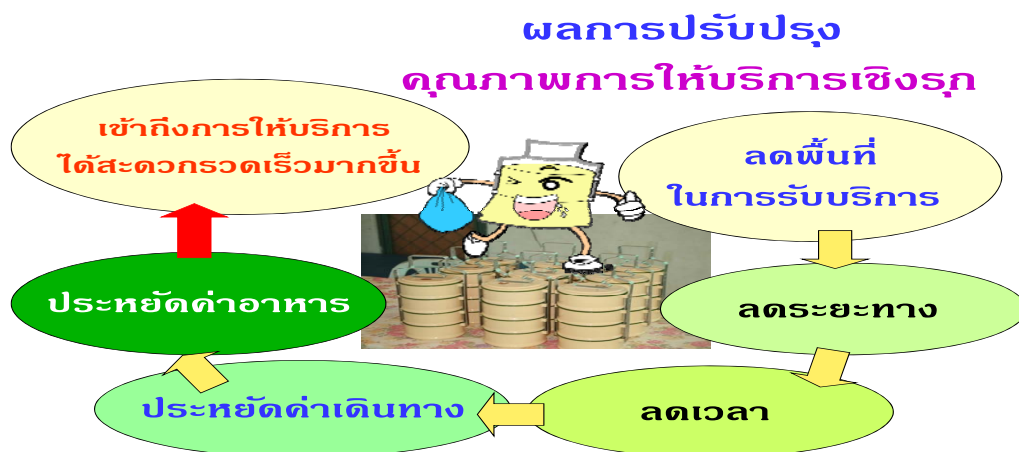 ผลการปรับปรุง
คุณภาพการให้บริการเชิงรุก
เข้าถึงการให้บริการ
ได้สะดวกรวดเร็วมากขึ้น
ลดพื้นที่
ในการรับบริการ
ประหยัดค่าอาหาร
ลดระยะทาง
ประหยัดค่าเดินทาง
ลดเวลา